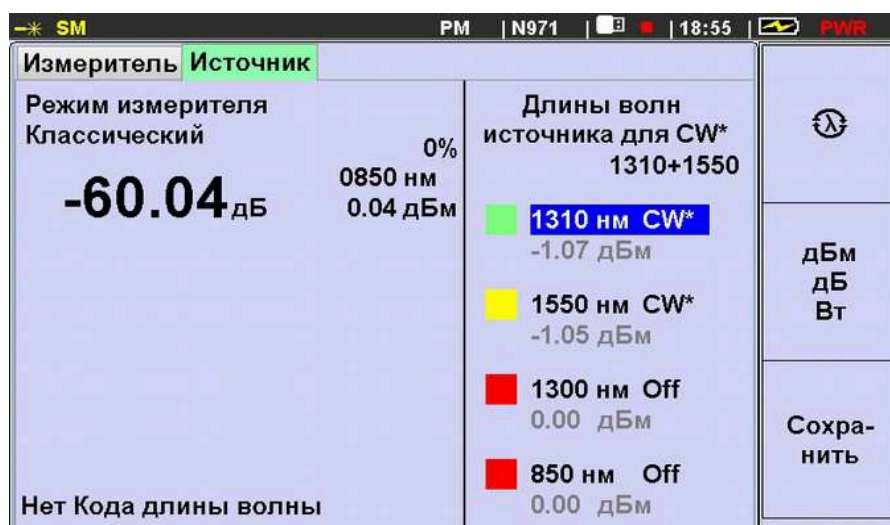 SM PM | N971 | | 18:55 | PWR
Измеритель Источник
Режим измерителя
Классический
0%
-60.04 дБ
0850 нм
0.04 дБм
Нет Кода длины волны
Длины волн
источника для CW*
1310+1550
1310 нм CW*
-1.07 дБм
1550 нм CW*
-1.05 дБм
1300 нм Off
0.00 дБм
850 нм Off
0.00 дБм
λ
дБм
дБ
Вт
Сохра-
нить